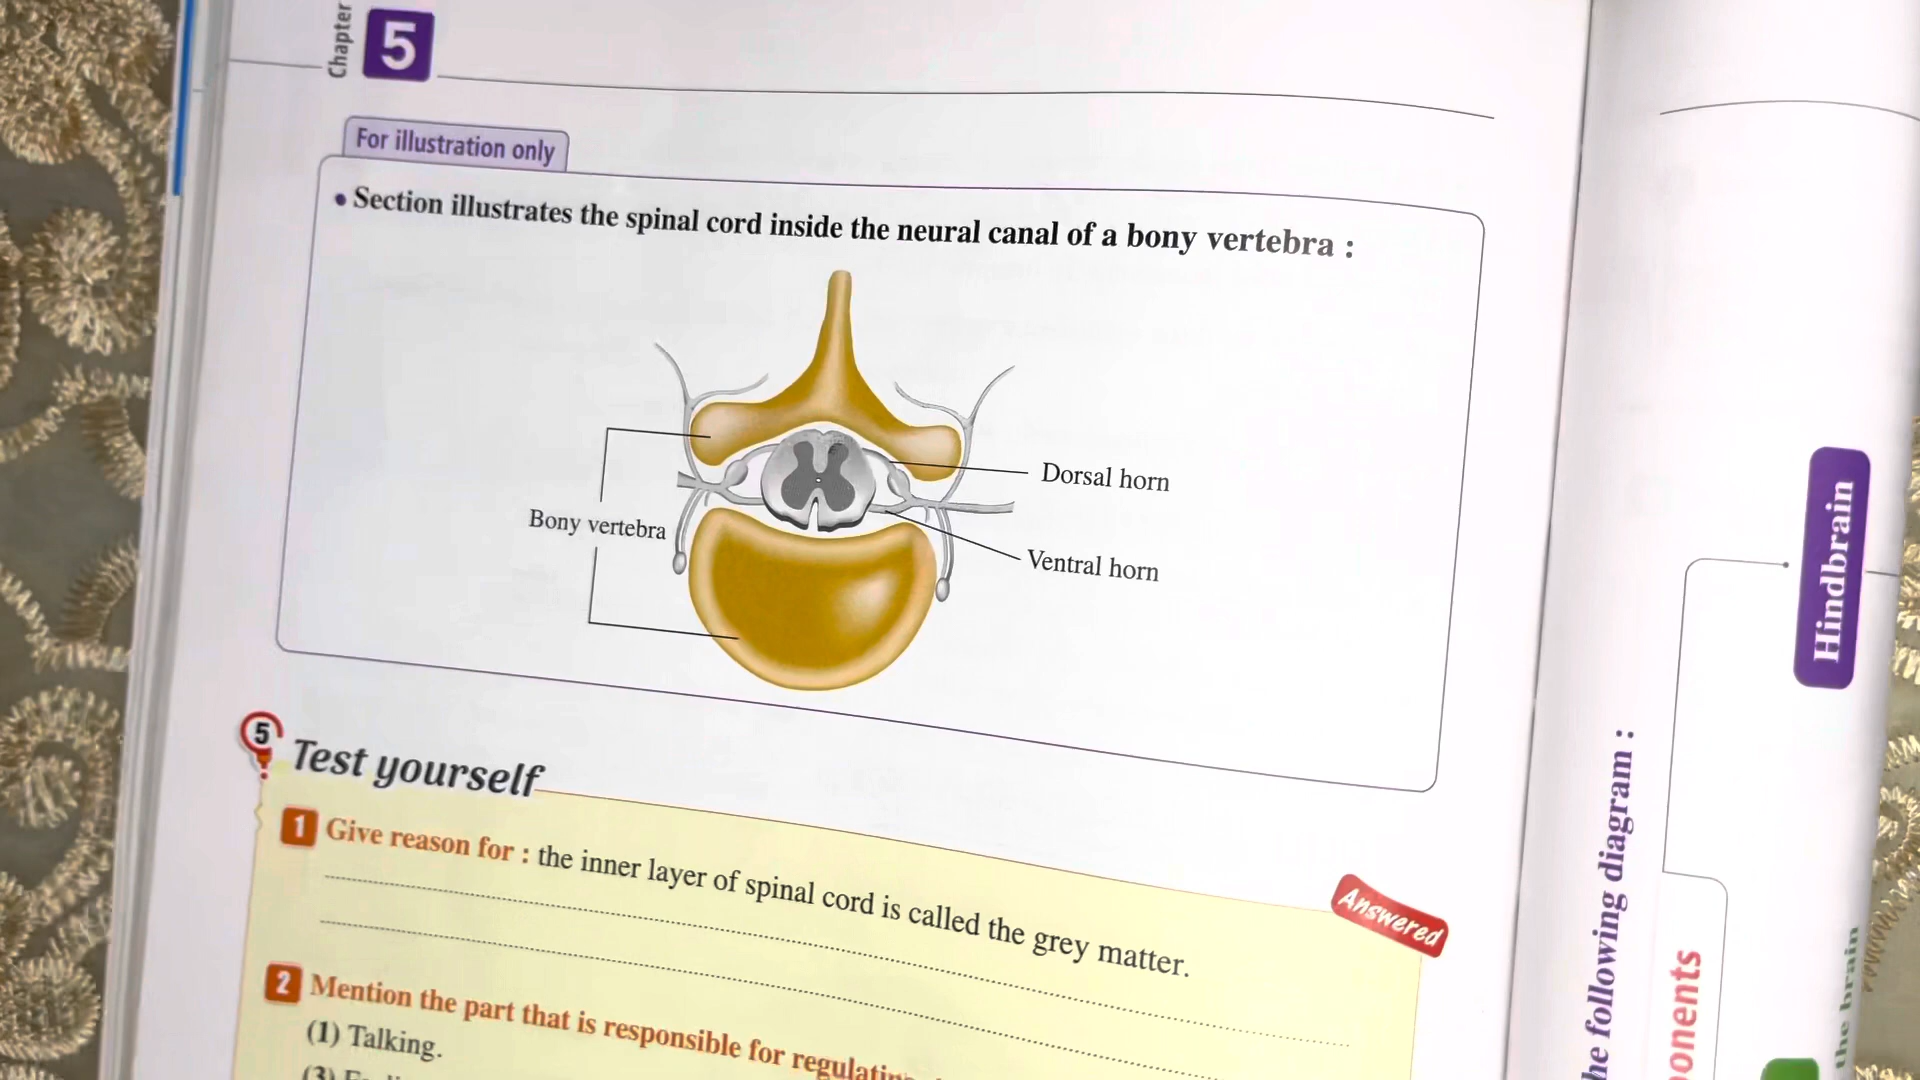 Chapter 5
For illustration only
• Section illustrates the spinal cord inside the neural canal of a bony vertebra :
Dorsal horn
Bony vertebra
Ventral horn
5 Test yourself
Answered
1 Give reason for : the inner layer of spinal cord is called the grey matter.
2 Mention the part that is responsible for
(1) Talking.
(3)
Hindbrain
following diagram :
the brain